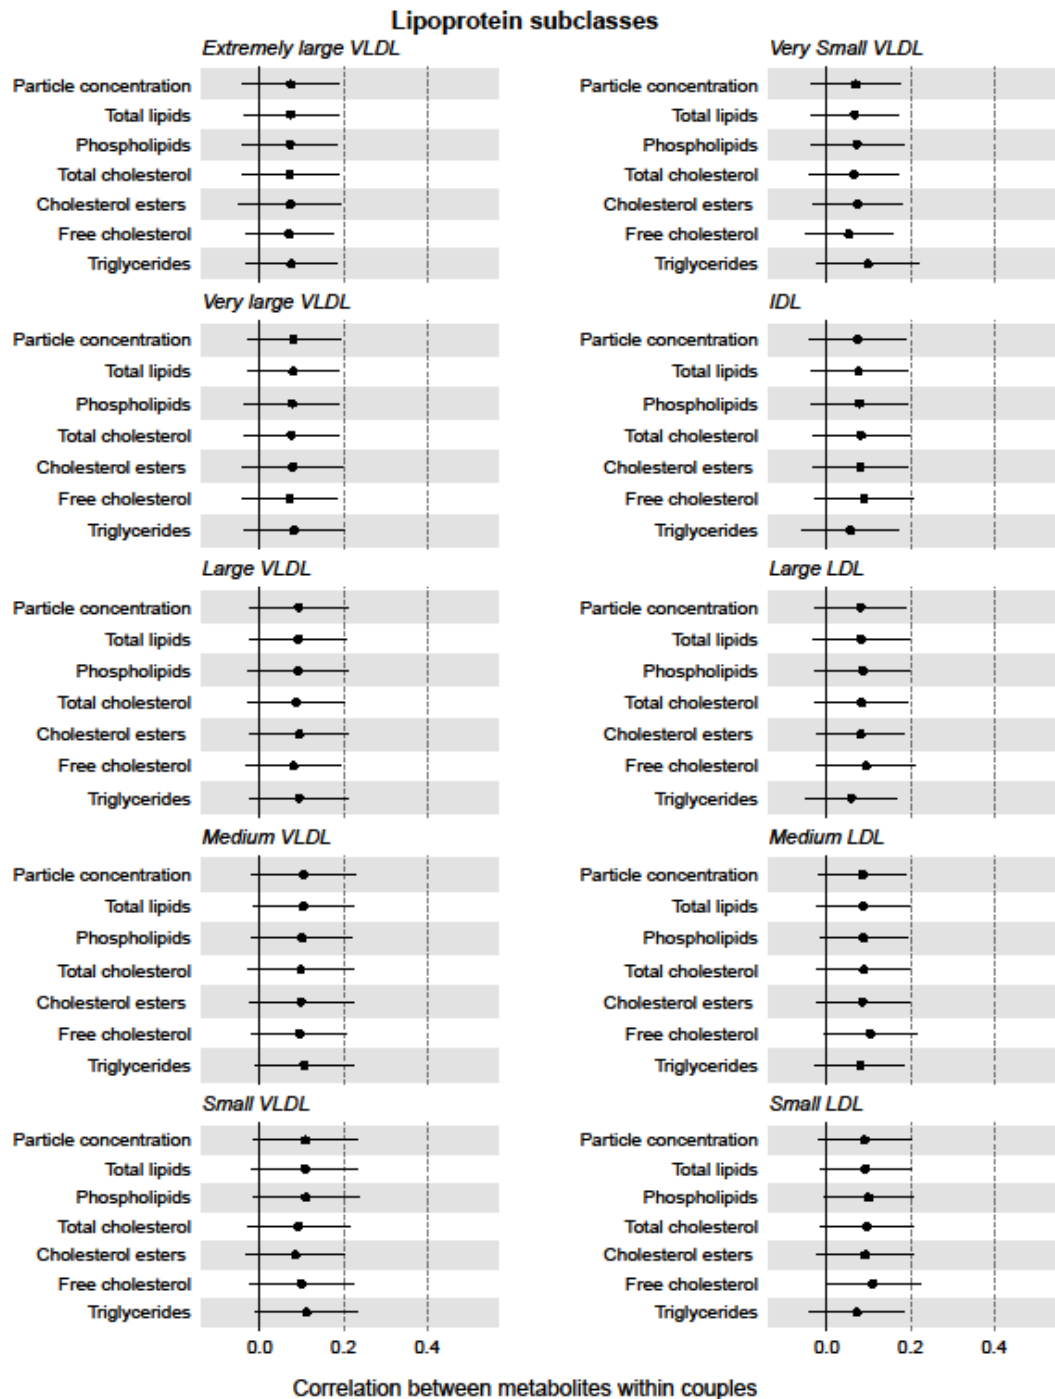 Lipoprotein subclasses
Extremely large VLDL
Particle concentration
Total lipids
Phospholipids
Total cholesterol
Cholesterol esters
Free cholesterol
Triglycerides
Very large VLDL
Particle concentration
Total lipids
Phospholipids
Total cholesterol
Cholesterol esters
Free cholesterol
Triglycerides
Large VLDL
Particle concentration
Total lipids
Phospholipids
Total cholesterol
Cholesterol esters
Free cholesterol
Triglycerides
Medium VLDL
Particle concentration
Total lipids
Phospholipids
Total cholesterol
Cholesterol esters
Free cholesterol
Triglycerides
Small VLDL
Particle concentration
Total lipids
Phospholipids
Total cholesterol
Cholesterol esters
Free cholesterol
Triglycerides
0.0 0.2 0.4
Very Small VLDL
Particle concentration
Total lipids
Phospholipids
Total cholesterol
Cholesterol esters
Free cholesterol
Triglycerides
IDL
Particle concentration
Total lipids
Phospholipids
Total cholesterol
Cholesterol esters
Free cholesterol
Triglycerides
Large LDL
Particle concentration
Total lipids
Phospholipids
Total cholesterol
Cholesterol esters
Free cholesterol
Triglycerides
Medium LDL
Particle concentration
Total lipids
Phospholipids
Total cholesterol
Cholesterol esters
Free cholesterol
Triglycerides
Small LDL
Particle concentration
Total lipids
Phospholipids
Total cholesterol
Cholesterol esters
Free cholesterol
Triglycerides
0.0 0.2 0.4
Correlation between metabolites within couples